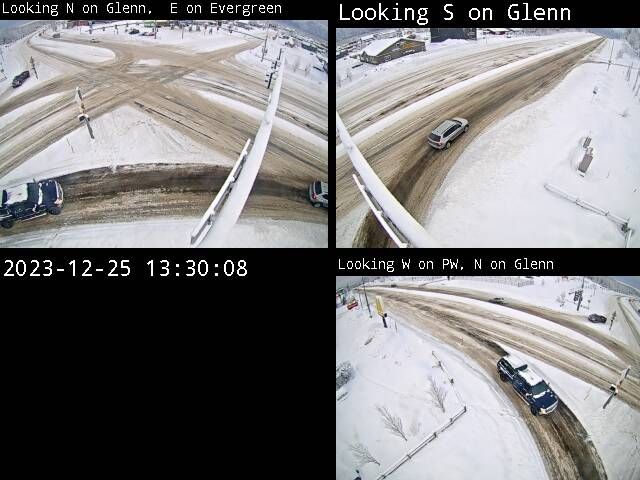 Looking N on Glenn, E on Evergreen
Looking S on Glenn
2023-12-25 13:30:08
Looking W on PW, N on Glenn